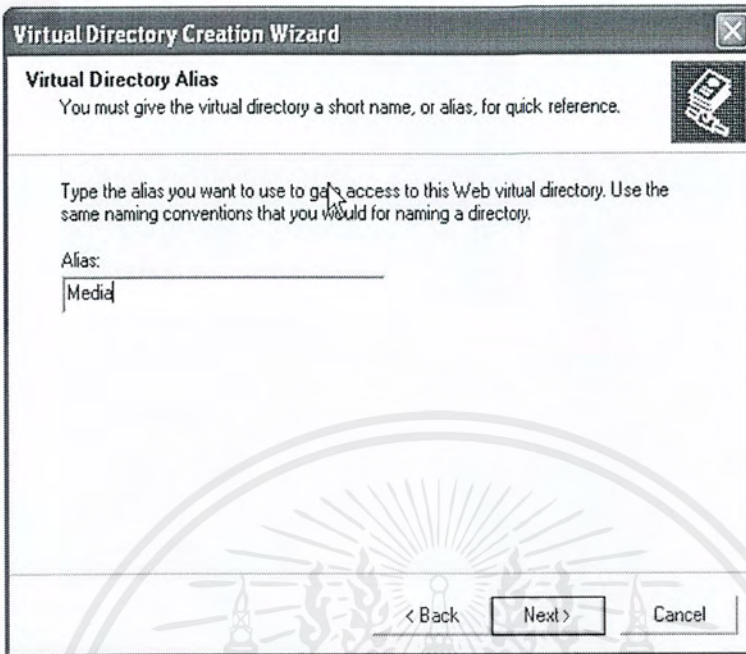 Virtual Directory Creation Wizard
Virtual Directory Alias
You must give the virtual directory a short name, or alias, for quick reference.
Type the alias you want to use to gain access to this Web virtual directory. Use the
same naming conventions that you would for naming a directory.
Alias:
Media
< Back Next > Cancel